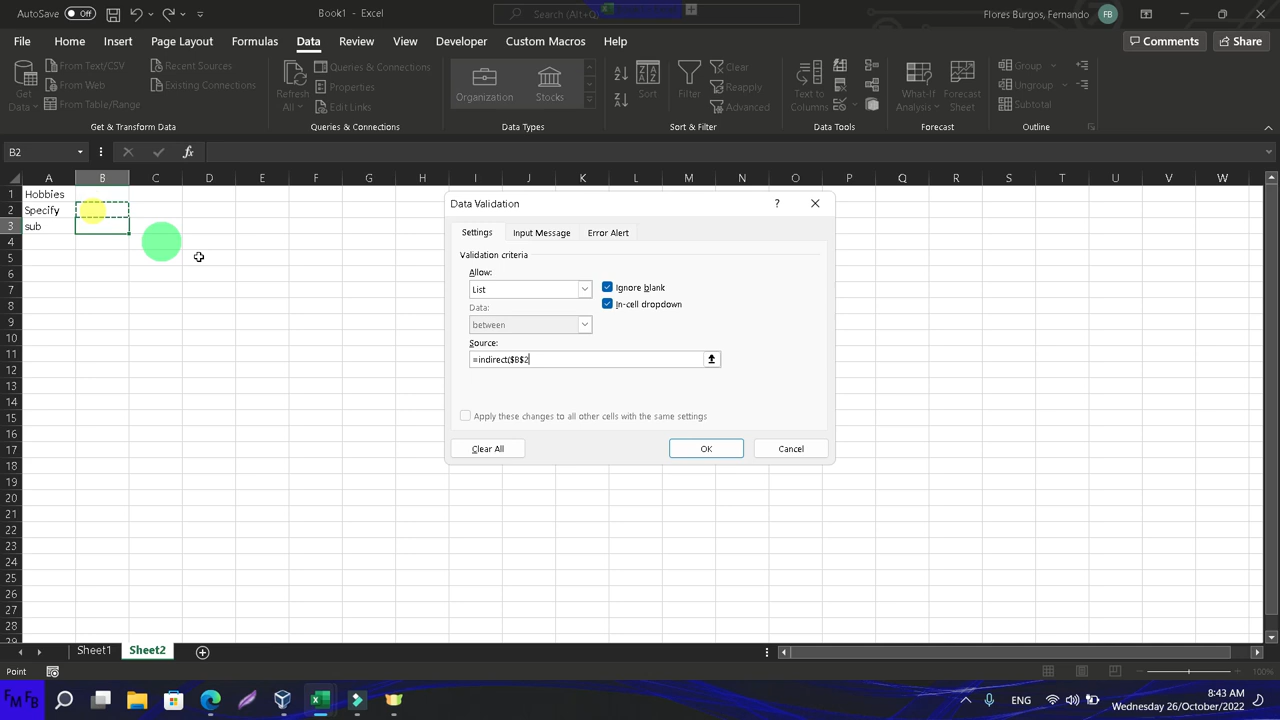 AutoSave Off Book1 - Excel Search (Alt+Q) Flores Burgos, Fernando FB
File Home Insert Page Layout Formulas Data Review View Developer Custom Macros Help Comments Share
Get Data
From Text/CSV
From Web
From Table/Range
Recent Sources
Existing Connections
Get & Transform Data
Refresh All
Queries & Connections
Properties
Edit Links
Queries & Connections
Organization
Stocks
Data Types
Sort
Filter
Clear
Reapply
Advanced
Sort & Filter
Text to Columns
Data Tools
What-If Analysis
Forecast Sheet
Forecast
Group
Ungroup
Subtotal
Outline
B2 fx
A B C D E F G H I J K L M N O P Q R S T U V W
1 Hobbies
2 Specify
3 sub
4
5
6
7
8
9
10
11
12
13
14
15
16
17
18
19
20
21
22
23
24
25
26
27
28
29
Data Validation ?
Settings Input Message Error Alert
Validation criteria
Allow:
List
Ignore blank
In-cell dropdown
Data:
between
Source:
=indirect($B$2
Apply these changes to all other cells with the same settings
Clear All OK Cancel
Sheet1 Sheet2
Point 100%
FM FB
ENG
8:43 AM
Wednesday 26/October/2022